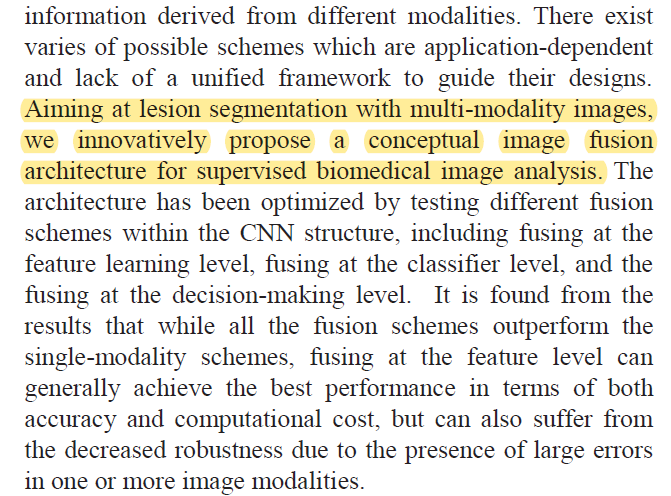 information derived from different modalities. There exist
varies of possible schemes which are application-dependent
and lack of a unified framework to guide their designs.
Aiming at lesion segmentation with multi-modality images,
we innovatively propose a conceptual image fusion
architecture for supervised biomedical image analysis. The
architecture has been optimized by testing different fusion
schemes within the CNN structure, including fusing at the
feature learning level, fusing at the classifier level, and the
fusing at the decision-making level. It is found from the
results that while all the fusion schemes outperform the
single-modality schemes, fusing at the feature level can
generally achieve the best performance in terms of both
accuracy and computational cost, but can also suffer from
the decreased robustness due to the presence of large errors
in one or more image modalities.